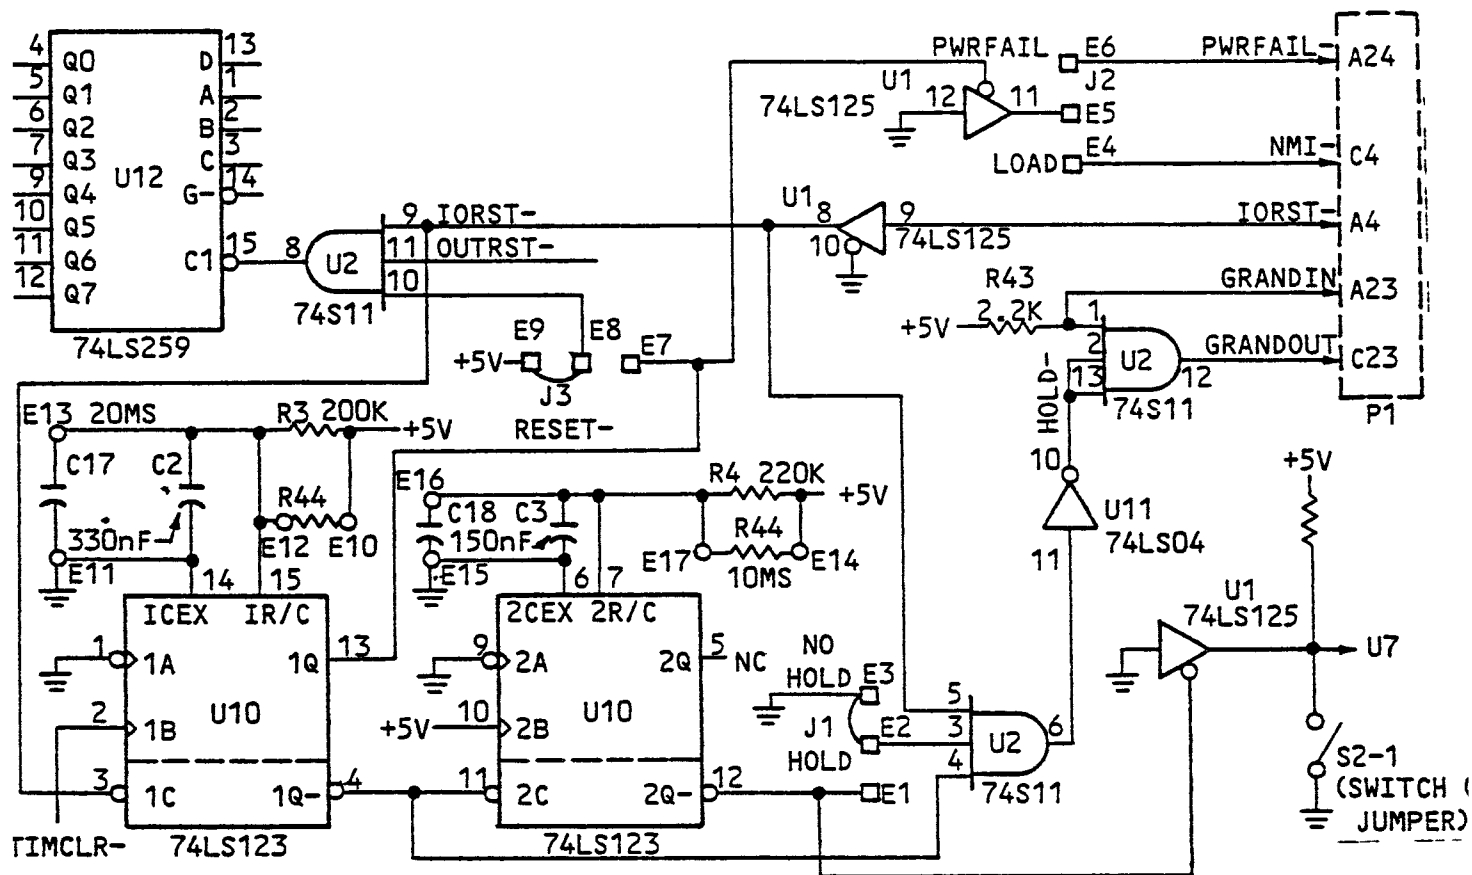 4 Q0 D 13
5 Q1 A 1
6 Q2 B 2
7 Q3 C 3
9 Q4 G- 14
10 Q5
11 Q6 C1 15
12 Q7
U12
74LS259
8 U2 74S11
9 IORST-
11 OUTRST-
10
E9 E8 E7
+5V
J3
RESET-
PWRFAIL E6 PWRFAIL- A24
J2
U1
74LS125
12 11 E5
LOAD E4 NMI- C4
U1 8 9 IORST- A4
10 74LS125
R43 GRANDIN A23
+5V 2.2K 1
2 U2 GRANDOUT C23
13 12
74S11
HOLD-
P1
10
U11
74LS04
11
E13 20MS R3 200K +5V
C17 C2 R44
330nF E12 E10
E11 14 15
ICEX IR/C
1 1A 1Q 13
U10
2 1B
3 1C 1Q- 4
TIMCLR- 74LS123
E16 R4 220K +5V
C18 C3 R44
150nF E17 E14
10MS
E15 6 7
2CEX 2R/C
9 2A 2Q 5 NC
U10
+5V 10 2B
11 2C 2Q- 12
74LS123
NO
HOLD E3
J1 E2
HOLD
E1
5
3 U2 6
4
74S11
+5V
U1
74LS125
U7
S2-1
(SWITCH
JUMPER)